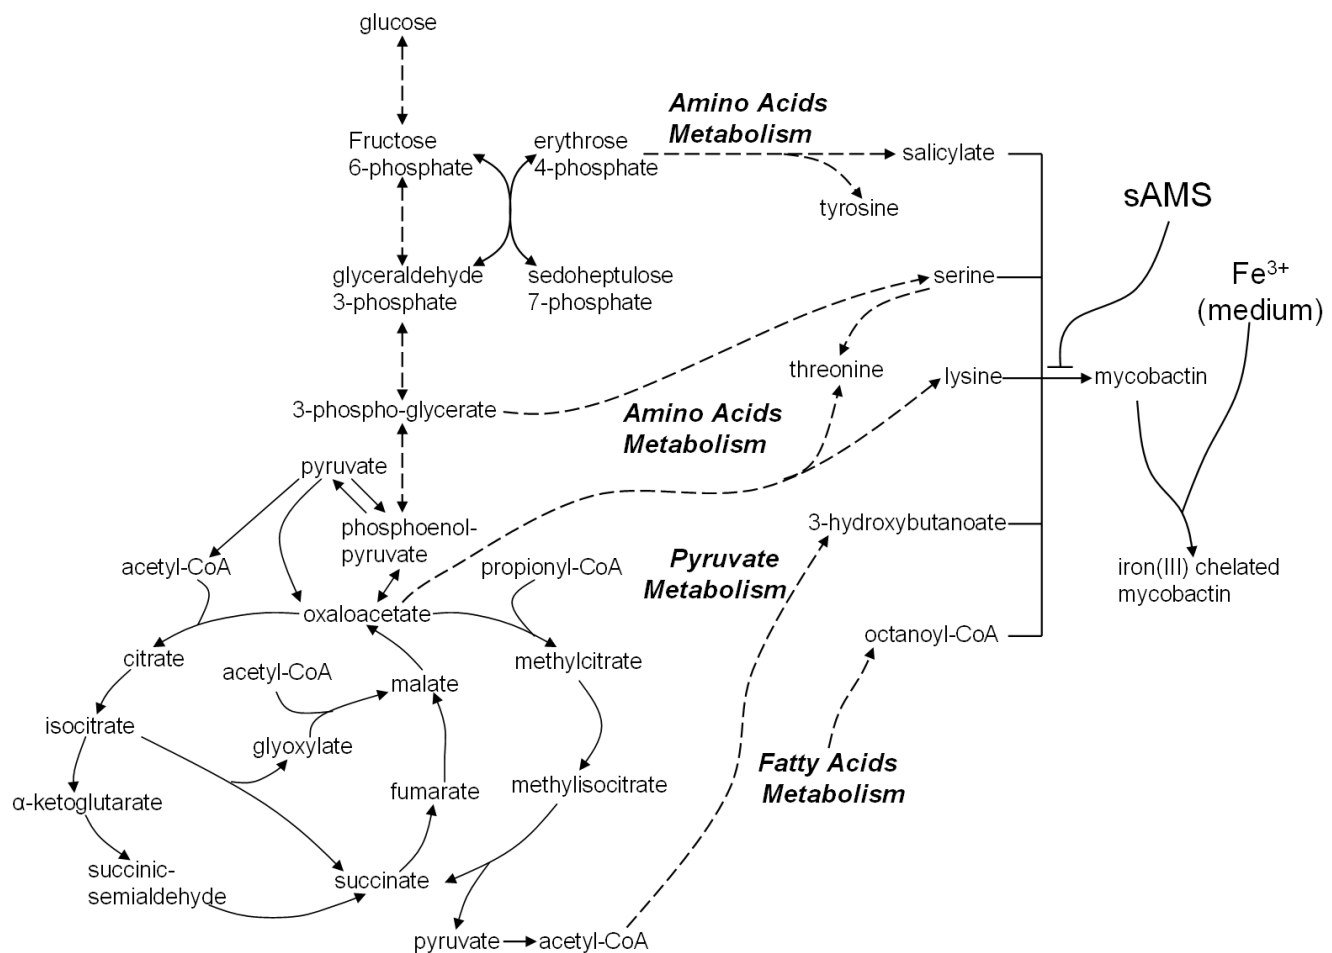 glucose
Amino Acids
Metabolism
Fructose
6-phosphate
erythrose
4-phosphate
salicylate
tyrosine
sAMS
glyceraldehyde
3-phosphate
sedoheptulose
7-phosphate
serine
Fe³⁺
(medium)
threonine
lysine
mycobactin
3-phospho-glycerate
Amino Acids
Metabolism
pyruvate
phosphoenol-
pyruvate
3-hydroxybutanoate
acetyl-CoA
propionyl-CoA
Pyruvate
Metabolism
iron(III) chelated
mycobactin
oxaloacetate
octanoyl-CoA
citrate
acetyl-CoA
malate
methylcitrate
isocitrate
glyoxylate
Fatty Acids
Metabolism
α-ketoglutarate
fumarate
methylisocitrate
succinic-
semialdehyde
succinate
pyruvate
acetyl-CoA